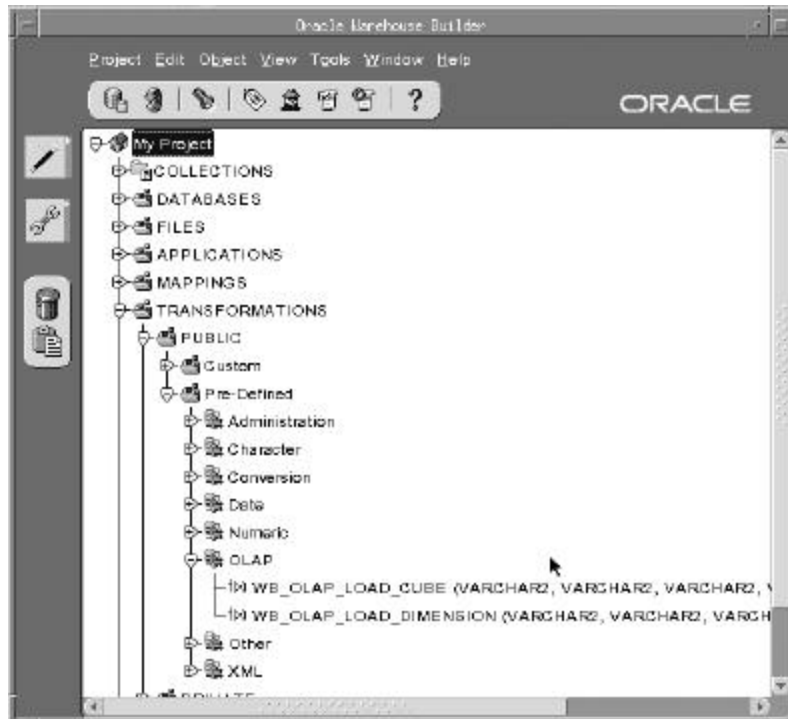 Oracle Warehouse Builder
Project Edit Object View Tools Window Help
?
ORACLE
My Project
COLLECTIONS
DATABASES
FILES
APPLICATIONS
MAPPINGS
TRANSFORMATIONS
PUBLIC
Custom
Pre-Defined
Administration
Character
Conversion
Date
Numeric
OLAP
WB_OLAP_LOAD_CUBE (VARCHAR2, VARCHAR2, VARCHAR2, V
WB_OLAP_LOAD_DIMENSION (VARCHAR2, VARCHAR2, VARCH
Other
XML
PRIVATE